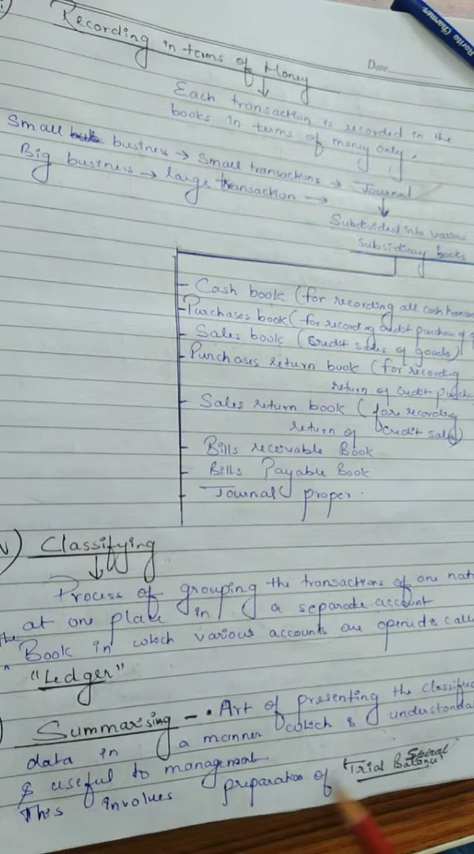 Recording in terms of Money
Date
Each transaction is recorded in the
books in terms of money only.
Small business → Small transactions → Journal
Big business → large transaction →
Subdivided into various
subsidiary books
Cash book (for recording all cash
Purchases book (for recording credit purchase of
Sales book (Credit sales of goods)
Purchases return book (for recording
return of credit
Sales return book (for recording
return of credit sales)
Bills receivable Book
Bills Payable Book
Journal proper.
Classifying
Process of grouping the transactions of one
at one place in a separate account
The Book in which various accounts are opened is
"Ledger"
Summarising - • Art of presenting the
data in a manner which is
& useful to management
This involves preparation of "Trial
Spiral